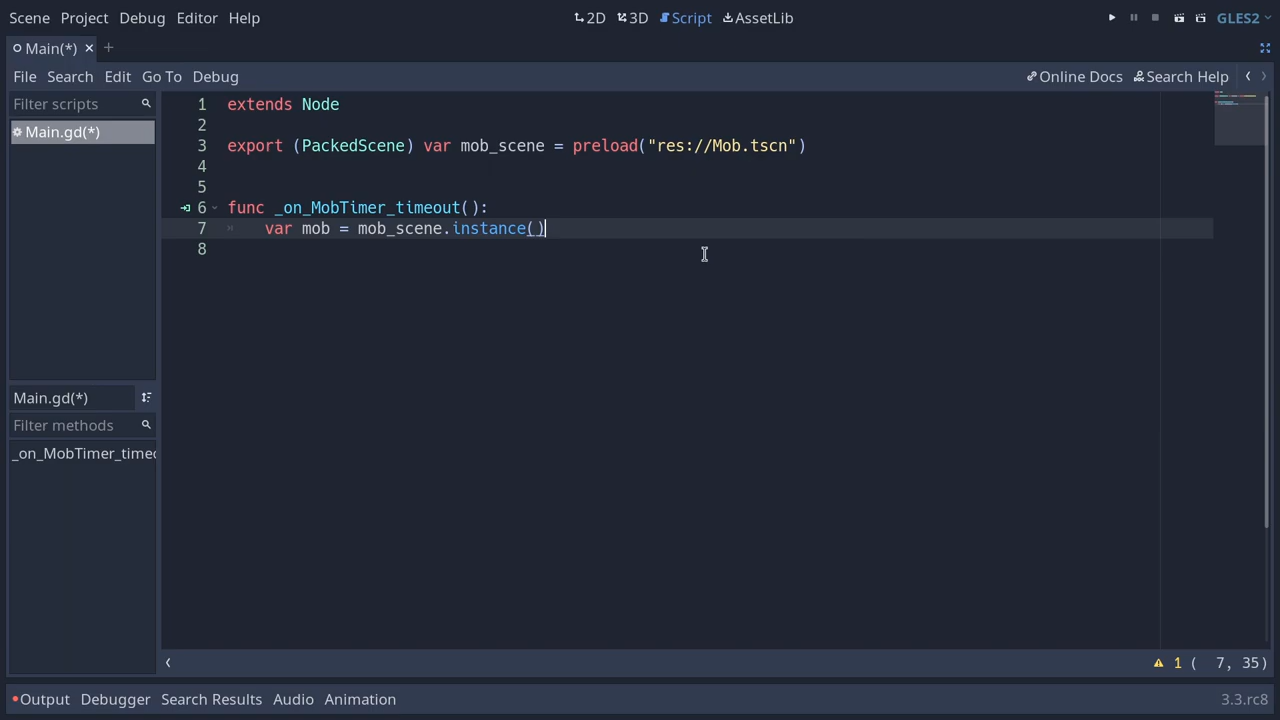 Scene Project Debug Editor Help 2D 3D Script AssetLib GLES2
Main(*)
File Search Edit Go To Debug Online Docs Search Help
Filter scripts
Main.gd(*)
1 extends Node
2
3 export (PackedScene) var mob_scene = preload("res://Mob.tscn")
4
5
6 func _on_MobTimer_timeout():
7 var mob = mob_scene.instance()
8
Main.gd(*)
Filter methods
_on_MobTimer_timeo
1 ( 7, 35)
Output Debugger Search Results Audio Animation 3.3.rc8